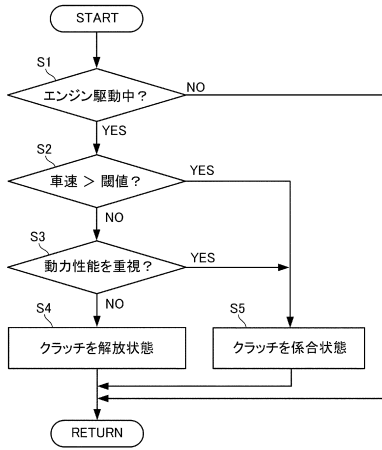 START
S1
エンジン駆動中？
NO
YES
S2
車速 ＞ 閾値？
YES
NO
S3
動力性能を重視？
YES
NO
S4
クラッチを解放状態
S5
クラッチを係合状態
RETURN